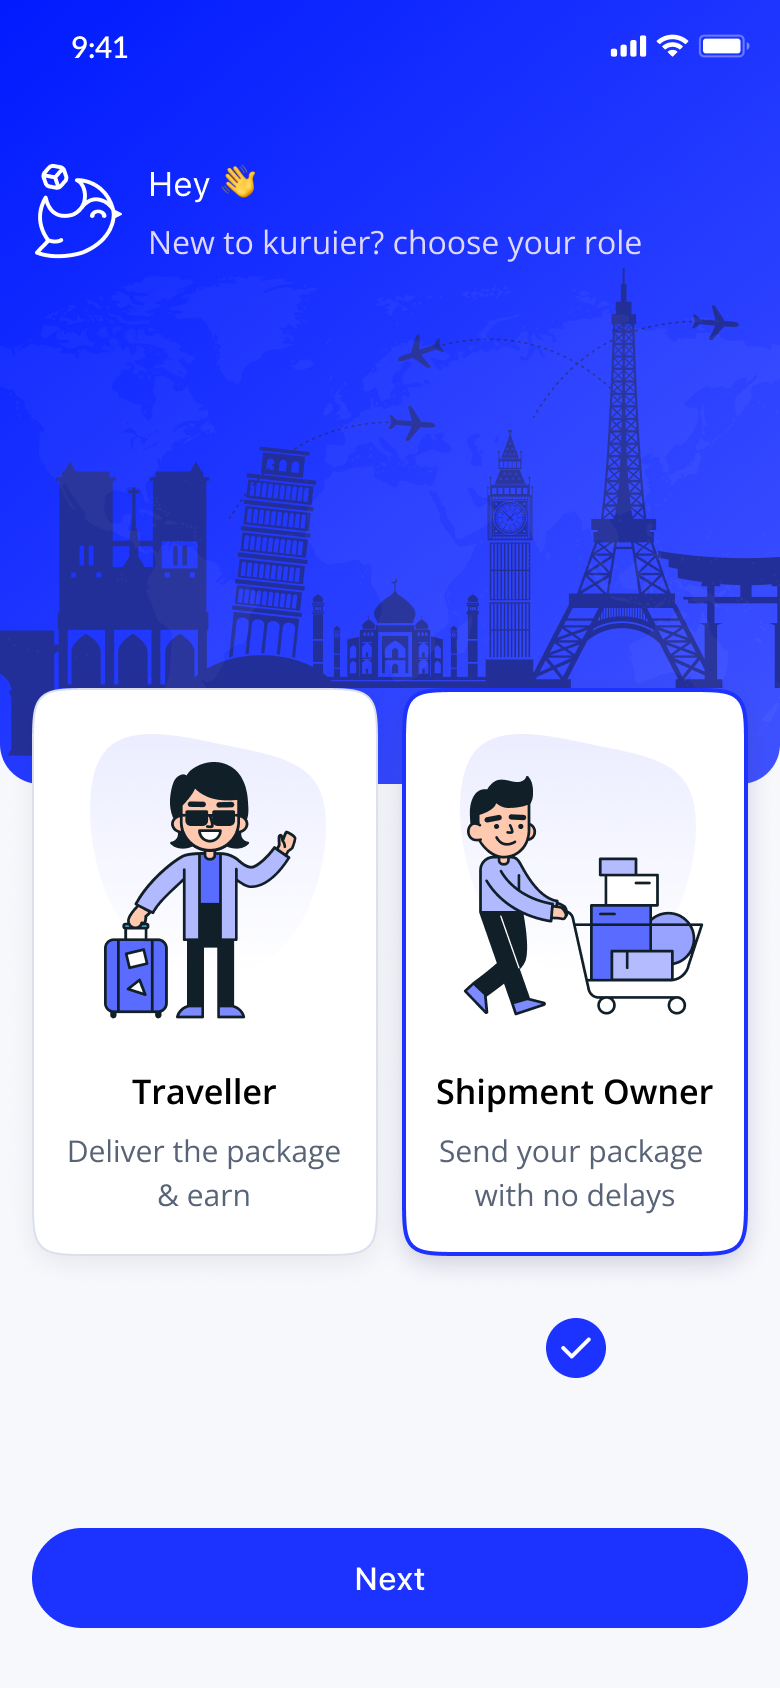 9:41
Hey 👋
New to kuruier? choose your role
Traveller
Deliver the package
& earn
Shipment Owner
Send your package
with no delays
Next